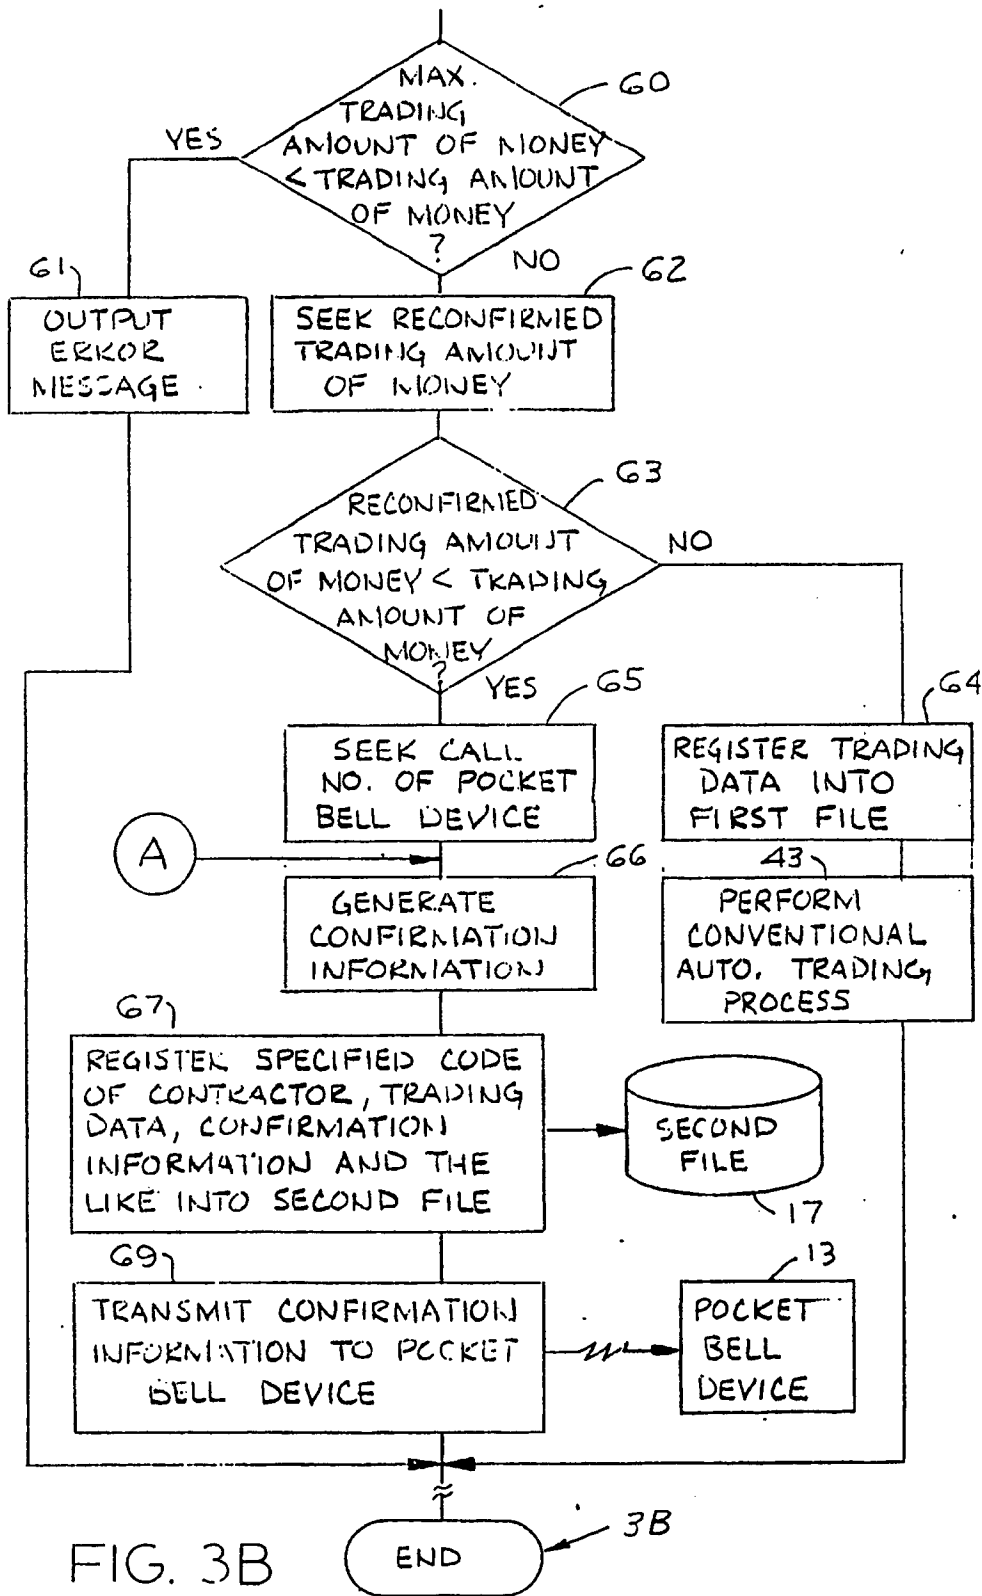 MAX.
TRADING
AMOUNT OF MONEY
< TRADING AMOUNT
OF MONEY
?
60
YES
NO
61
OUTPUT
ERROR
MESSAGE
62
SEEK RECONFIRMED
TRADING AMOUNT
OF MONEY
63
RECONFIRMED
TRADING AMOUNT
OF MONEY < TRADING
AMOUNT OF
MONEY
?
NO
YES
65
SEEK CALL
NO. OF POCKET
BELL DEVICE
64
REGISTER TRADING
DATA INTO
FIRST FILE
A
66
GENERATE
CONFIRMATION
INFORMATION
43
PERFORM
CONVENTIONAL
AUTO. TRADING
PROCESS
67
REGISTER SPECIFIED CODE
OF CONTRACTOR, TRADING
DATA, CONFIRMATION
INFORMATION AND THE
LIKE INTO SECOND FILE
SECOND
FILE
17
69
TRANSMIT CONFIRMATION
INFORMATION TO POCKET
BELL DEVICE
13
POCKET
BELL
DEVICE
END
3B
FIG. 3B